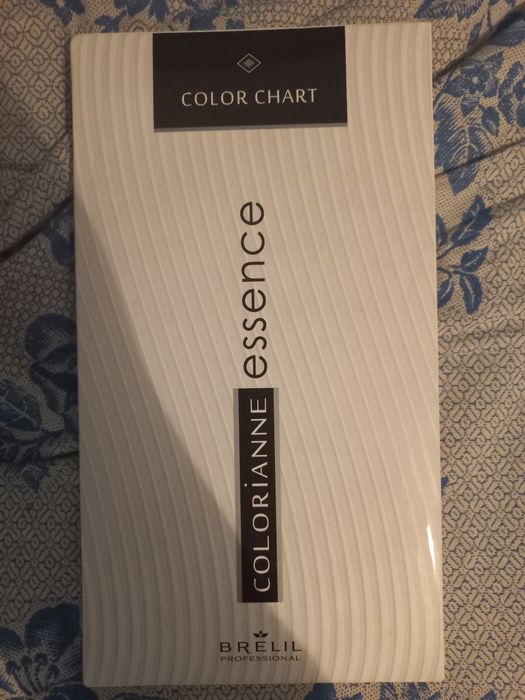 COLOR CHART
COLORiANNE essence
BRELIL
PROFESSIONAL